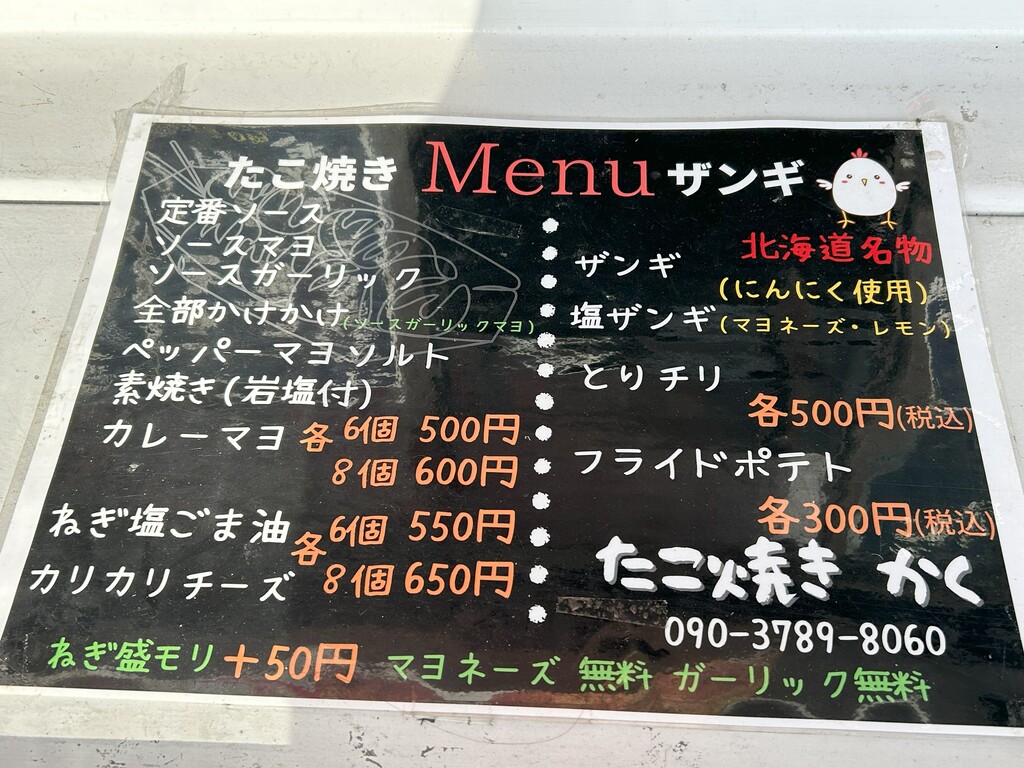 たこ焼き Menu ザンギ
定番ソース
ソースマヨ
ソースガーリック
全部かけかけ(ソースガーリックマヨ)
ペッパーマヨソルト
素焼き(岩塩付)
カレーマヨ 各 6個 500円
8個 600円
ねぎ塩ごま油
カリカリチーズ
各 6個 550円
8個 650円
北海道名物
ザンギ (にんにく使用)
塩ザンギ(マヨネーズ・レモン)
とりチリ
各500円(税込)
フライドポテト
各300円(税込)
たこ焼き かく
090-3789-8060
ねぎ盛モリ+50円 マヨネーズ 無料 ガーリック無料